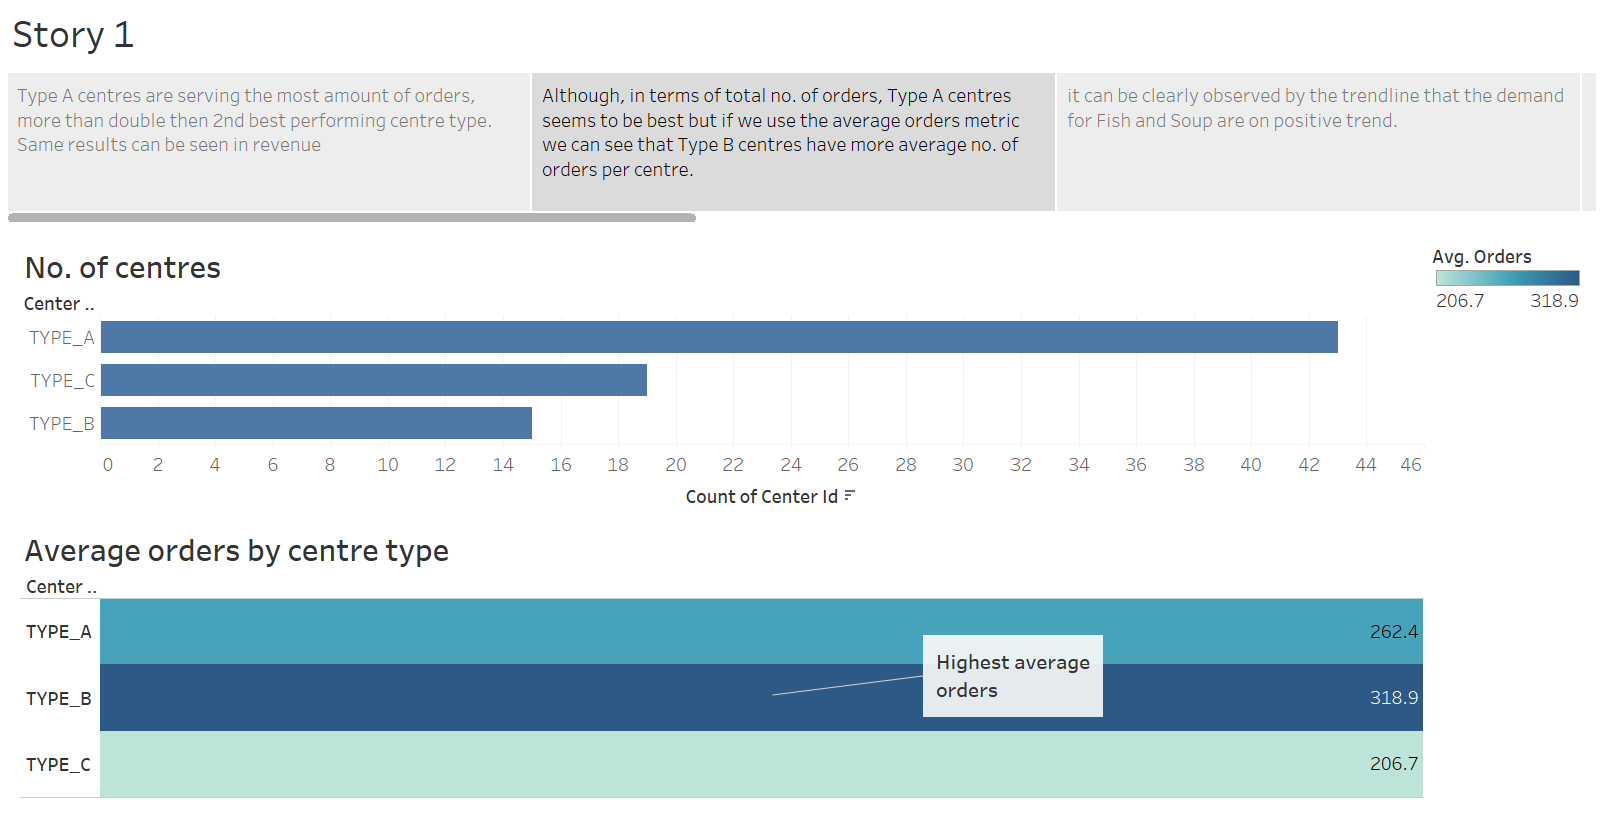 Story 1
Type A centres are serving the most amount of orders,
more than double then 2nd best performing centre type.
Same results can be seen in revenue
Although, in terms of total no. of orders, Type A centres
seems to be best but if we use the average orders metric
we can see that Type B centres have more average no. of
orders per centre.
it can be clearly observed by the trendline that the demand
for Fish and Soup are on positive trend.
No. of centres
Center ..
TYPE_A
TYPE_C
TYPE_B
0 2 4 6 8 10 12 14 16 18 20 22 24 26 28 30 32 34 36 38 40 42 44 46
Count of Center Id
Avg. Orders
206.7 318.9
Average orders by centre type
Center ..
TYPE_A 262.4
Highest average
orders
TYPE_B 318.9
TYPE_C 206.7